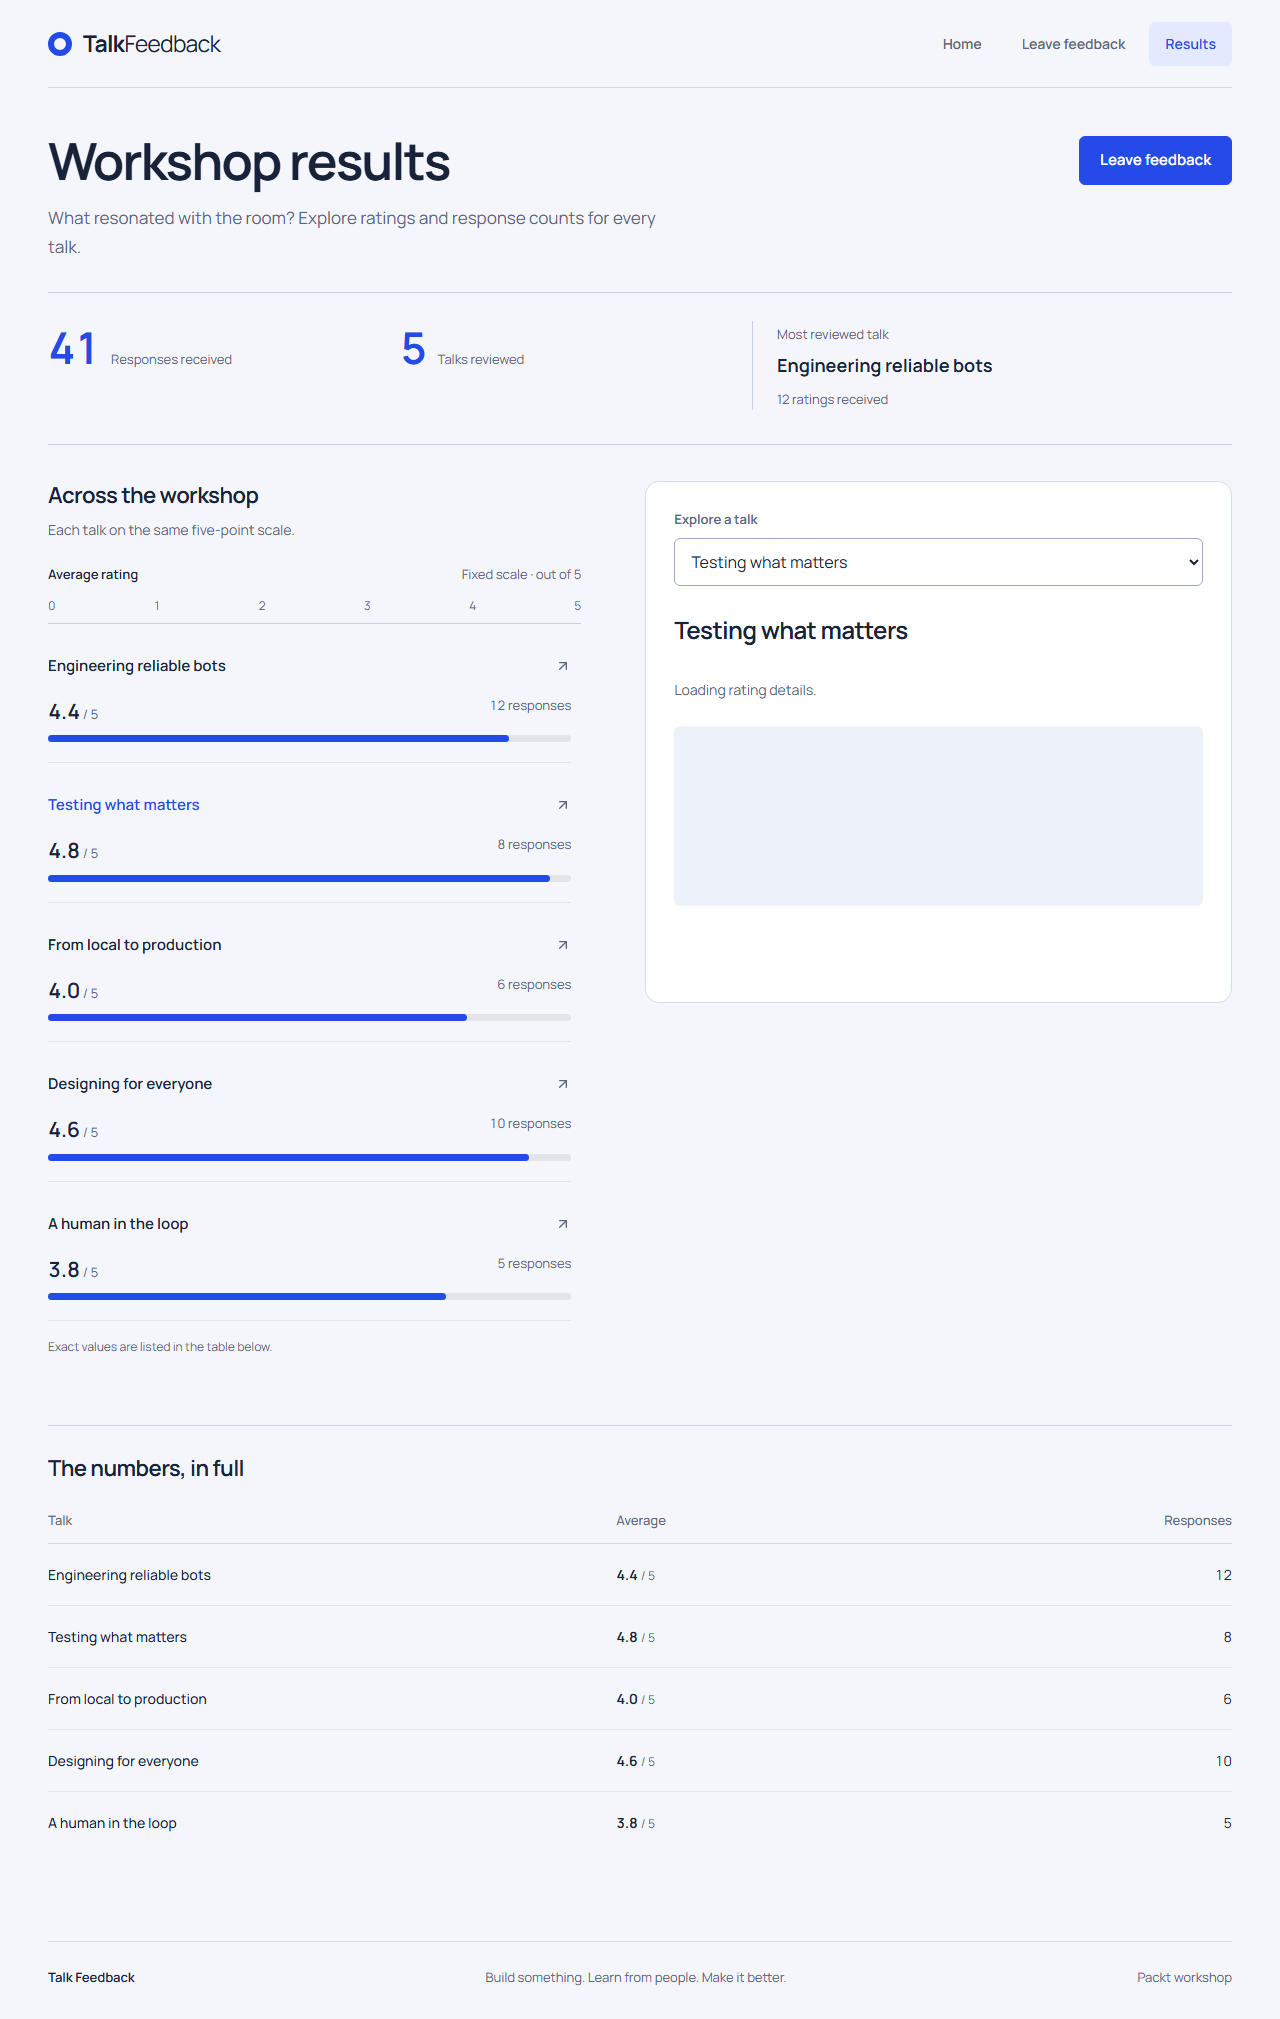 TalkFeedback
Home
Leave feedback
Results
Workshop results
Leave feedback
What resonated with the room? Explore ratings and response counts for every
talk.
41 Responses received
5 Talks reviewed
Most reviewed talk
Engineering reliable bots
12 ratings received
Across the workshop
Each talk on the same five-point scale.
Average rating
Fixed scale · out of 5
0 1 2 3 4 5
Engineering reliable bots
4.4 / 5
12 responses
Testing what matters
4.8 / 5
8 responses
From local to production
4.0 / 5
6 responses
Designing for everyone
4.6 / 5
10 responses
A human in the loop
3.8 / 5
5 responses
Exact values are listed in the table below.
Explore a talk
Testing what matters
Testing what matters
Loading rating details.
The numbers, in full
Talk Average Responses
Engineering reliable bots 4.4 / 5 12
Testing what matters 4.8 / 5 8
From local to production 4.0 / 5 6
Designing for everyone 4.6 / 5 10
A human in the loop 3.8 / 5 5
Talk Feedback
Build something. Learn from people. Make it better.
Packt workshop